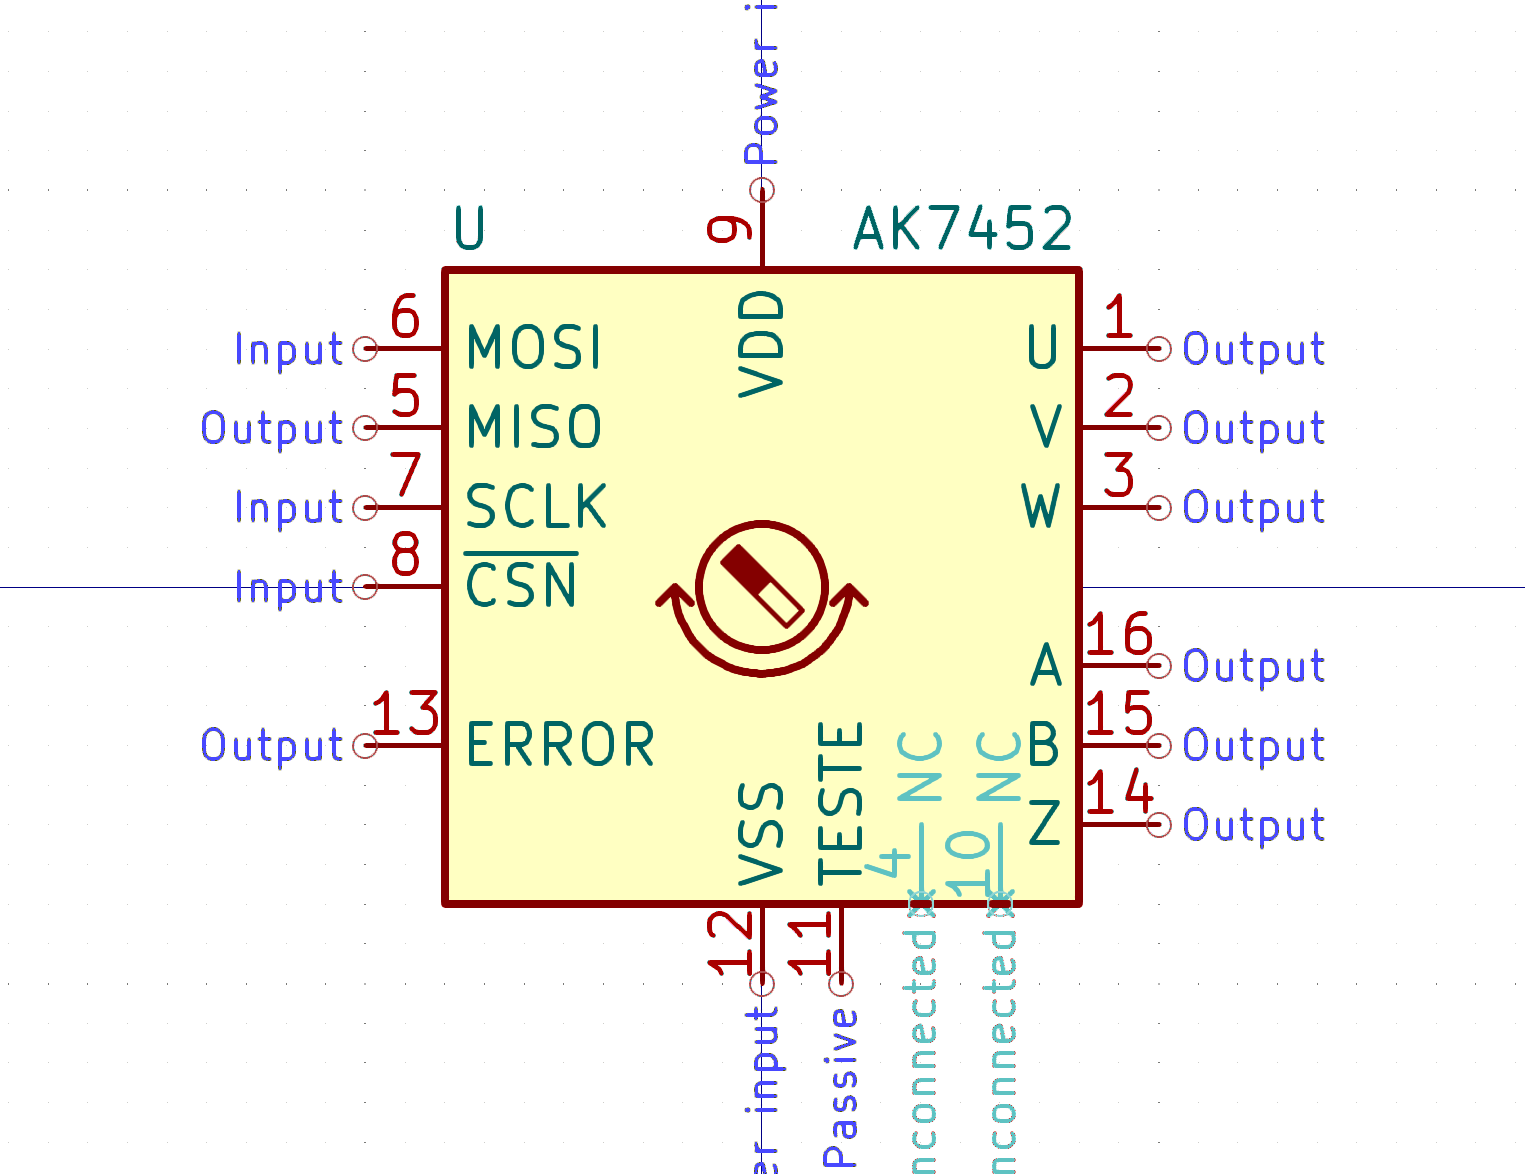 Power i
9
U
AK7452
VDD
6
Input
MOSI
5
Output
MISO
7
Input
SCLK
8
Input
CSN
13
Output
ERROR
1
U
Output
2
V
Output
3
W
Output
16
A
Output
15
B
Output
14
Z
Output
VSS
12
er input
TESTE
11
Passive
NC
4
nconnected
NC
10
nconnected